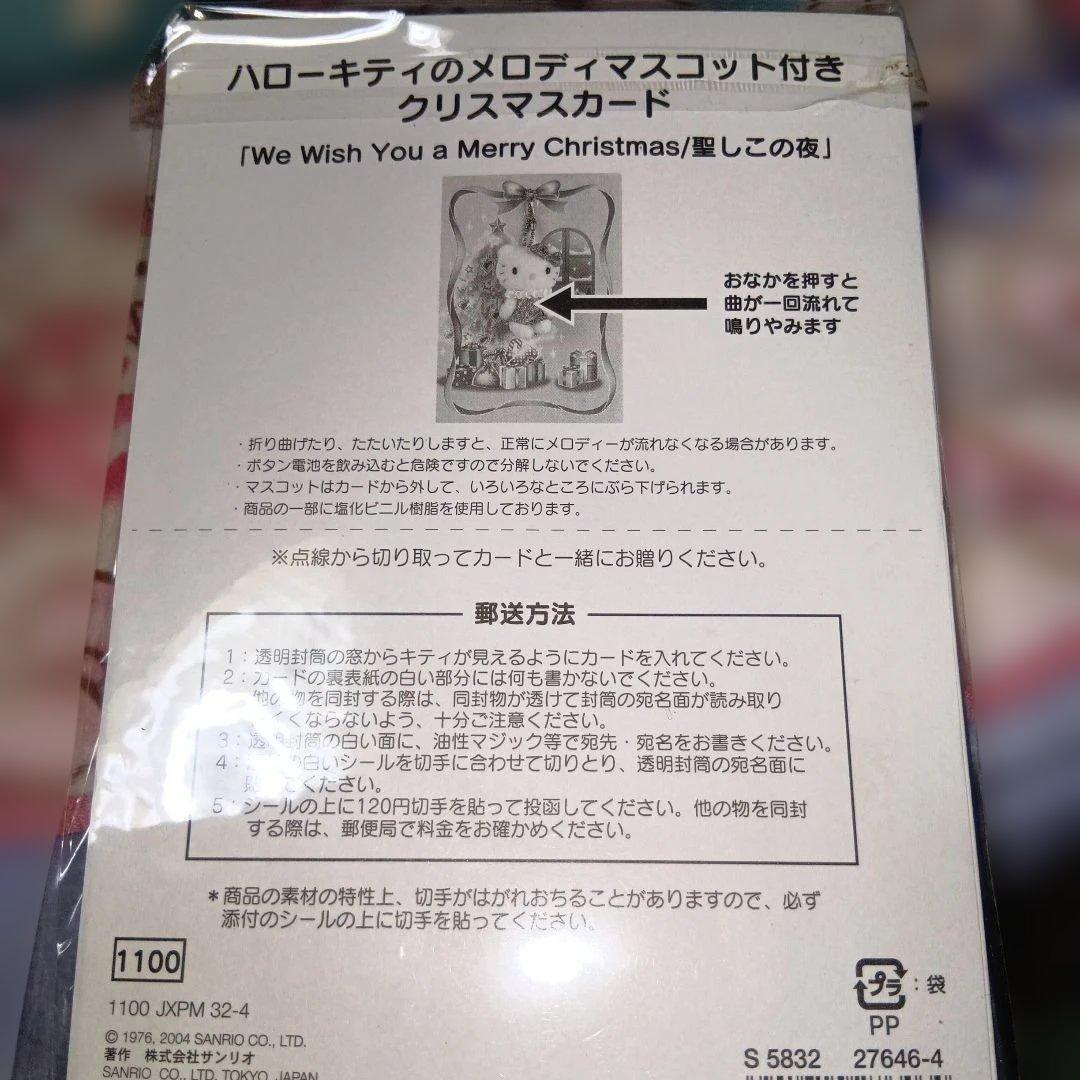 ハローキティのメロディマスコット付き
クリスマスカード
「We Wish You a Merry Christmas/聖しこの夜」
おなかを押すと
曲が一回流れて
鳴りやみます
・折り曲げたり、たたいたりしますと、正常にメロディーが流れなくなる場合があります。
・ボタン電池を飲み込むと危険ですので分解しないでください。
・マスコットはカードから外して、いろいろなところにぶら下げられます。
・商品の一部に塩化ビニル樹脂を使用しております。
※点線から切り取ってカードと一緒にお贈りください。
郵送方法
1：透明封筒の窓からキティが見えるようにカードを入れてください。
2：カードの裏表紙の白い部分には何も書かないでください。
他の物を同封する際は、同封物が透けて封筒の宛名面が読み取り
くくならないよう、十分ご注意ください。
3：透明封筒の白い面に、油性マジック等で宛先・宛名をお書きください。
4：の白いシールを切手に合わせて切りとり、透明封筒の宛名面に
貼ってください。
5：シールの上に120円切手を貼って投函してください。他の物を同封
する際は、郵便局で料金をお確かめください。
＊商品の素材の特性上、切手がはがれおちることがありますので、必ず
添付のシールの上に切手を貼ってください。
1100
1100 JXPM 32-4
© 1976, 2004 SANRIO CO., LTD.
著作 株式会社サンリオ
SANRIO CO., LTD. TOKYO, JAPAN
プラ：袋
PP
S 5832 27646-4